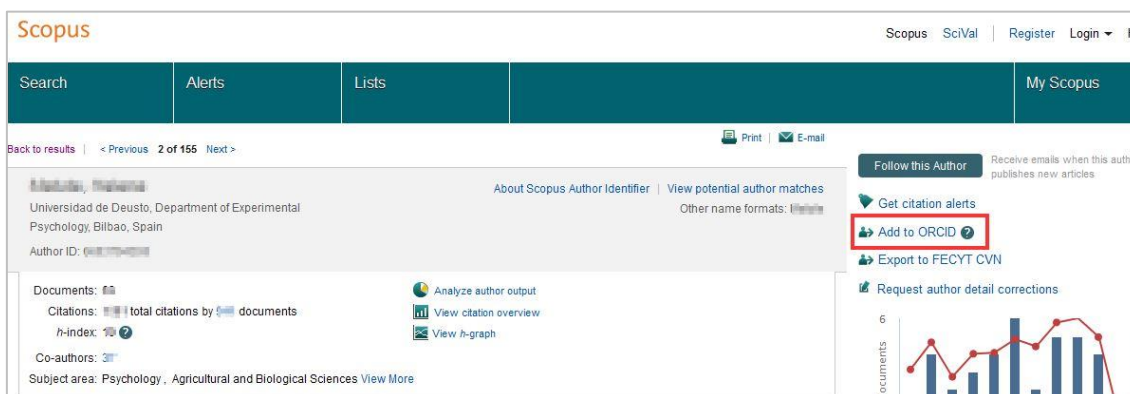 Scopus
Scopus SciVal Register Login
Search Alerts Lists My Scopus
Print E-mail
Back to results < Previous 2 of 155 Next >
Follow this Author
Receive emails when this
publishes new articles
About Scopus Author Identifier View potential author matches
Universidad de Deusto, Department of Experimental
Psychology, Bilbao, Spain
Other name formats:
Author ID:
Get citation alerts
Add to ORCID ?
Export to FECYT CVN
Request author detail corrections
Documents:
Citations: total citations by documents
h-index: ?
Co-authors:
Subject area: Psychology , Agricultural and Biological Sciences View More
Analyze author output
View citation overview
View h-graph
6